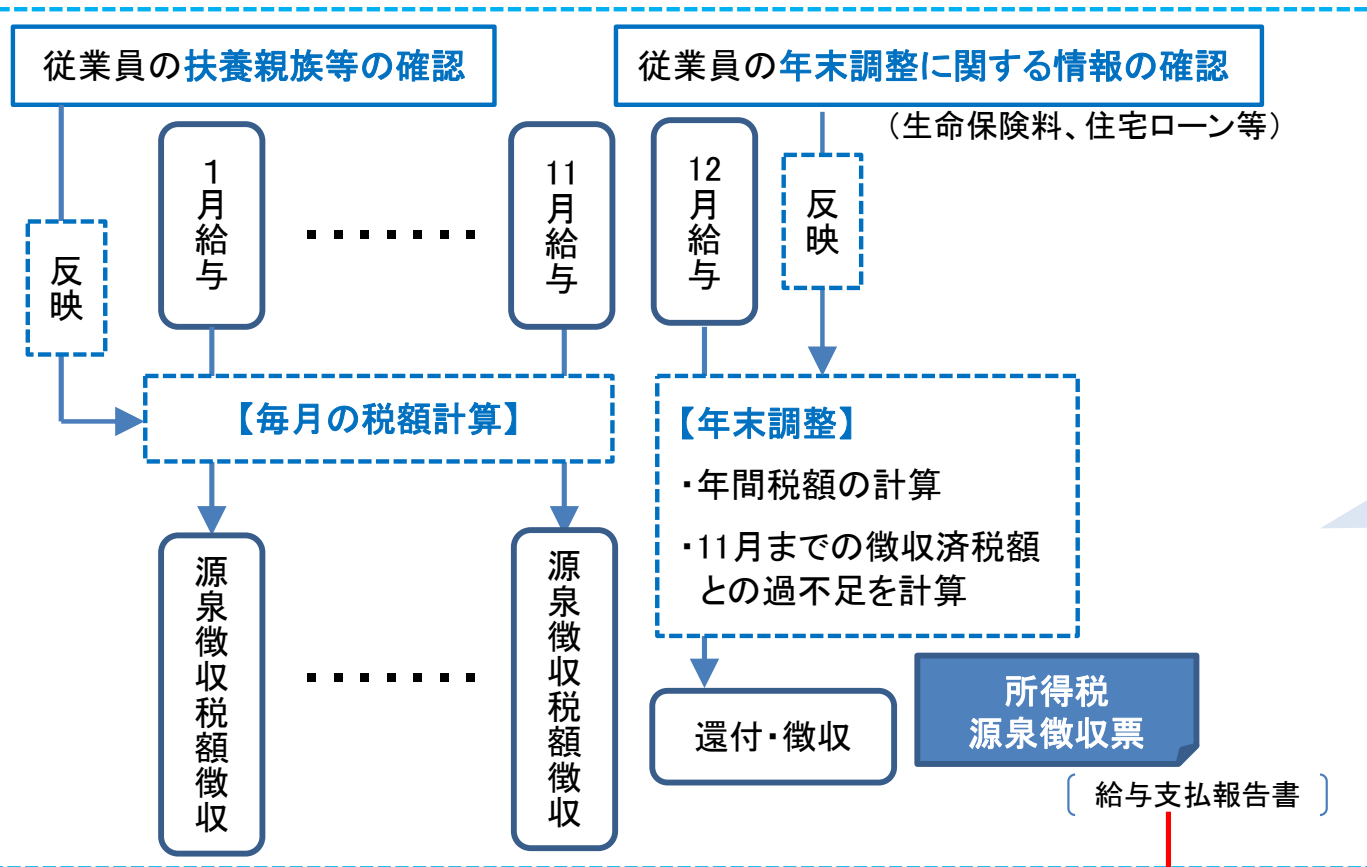 従業員の扶養親族等の確認
従業員の年末調整に関する情報の確認
（生命保険料、住宅ローン等）
1月給与
・・・・・・・
11月給与
12月給与
反映
反映
【毎月の税額計算】
【年末調整】
・年間税額の計算
・11月までの徴収済税額
との過不足を計算
源泉徴収税額徴収
・・・・・・・
源泉徴収税額徴収
還付・徴収
所得税
源泉徴収票
〔給与支払報告書〕